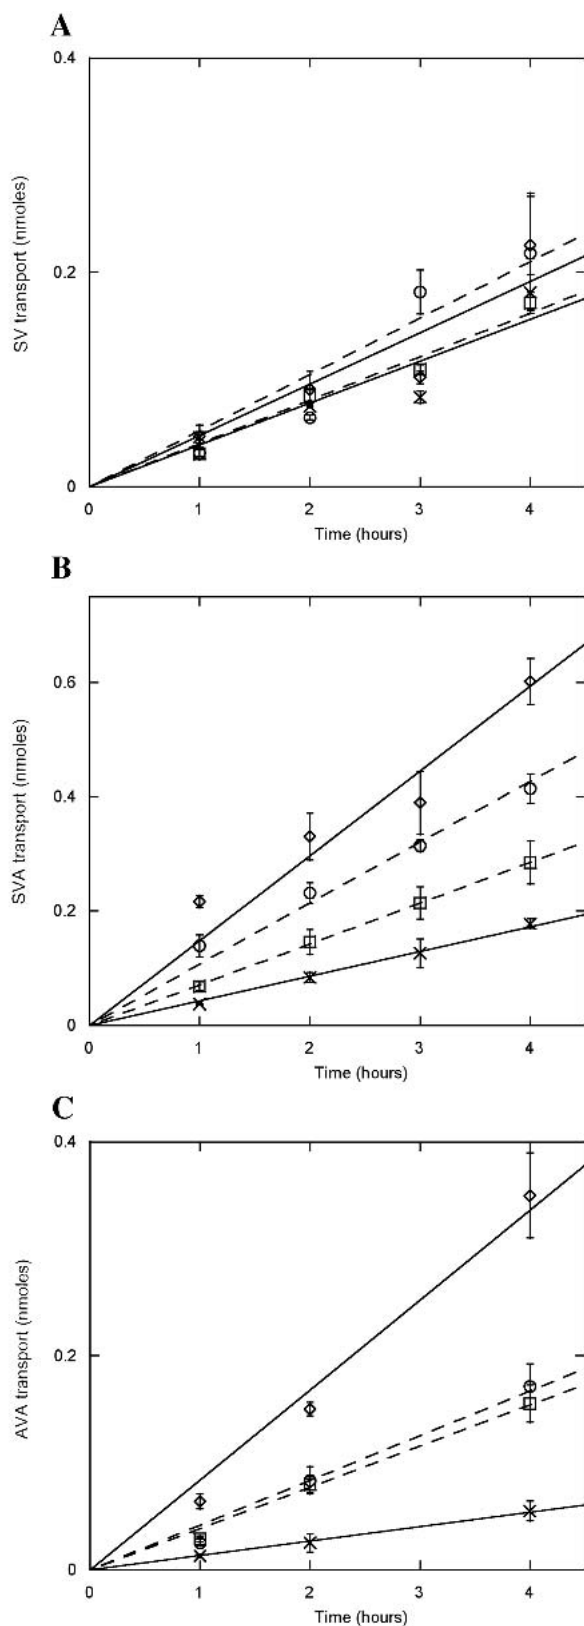 A
0.4
0.2
0
SV transport (nmoles)
0 1 2 3 4
Time (hours)
B
0.6
0.4
0.2
0
SVA transport (nmoles)
0 1 2 3 4
Time (hours)
C
0.4
0.2
0
AVA transport (nmoles)
0 1 2 3 4
Time (hours)